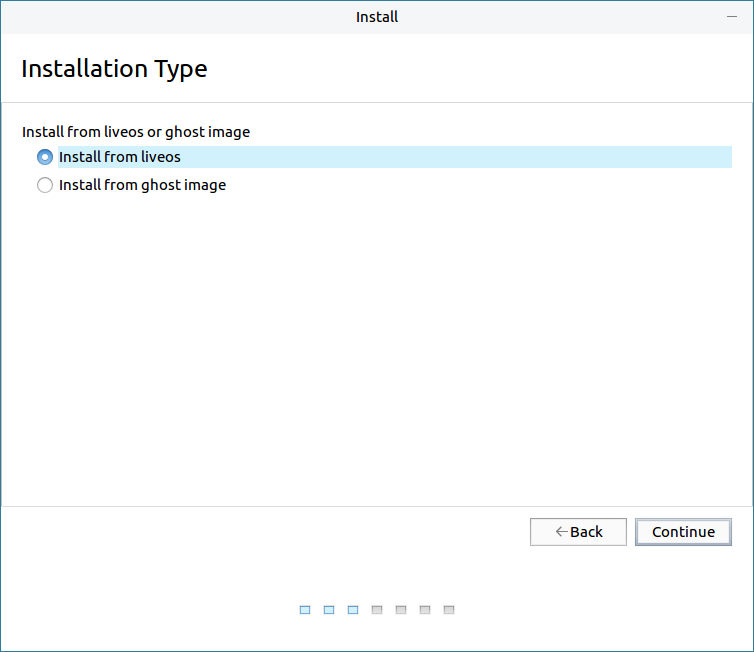 Install
Installation Type
Install from liveos or ghost image
Install from liveos
Install from ghost image
Back
Continue